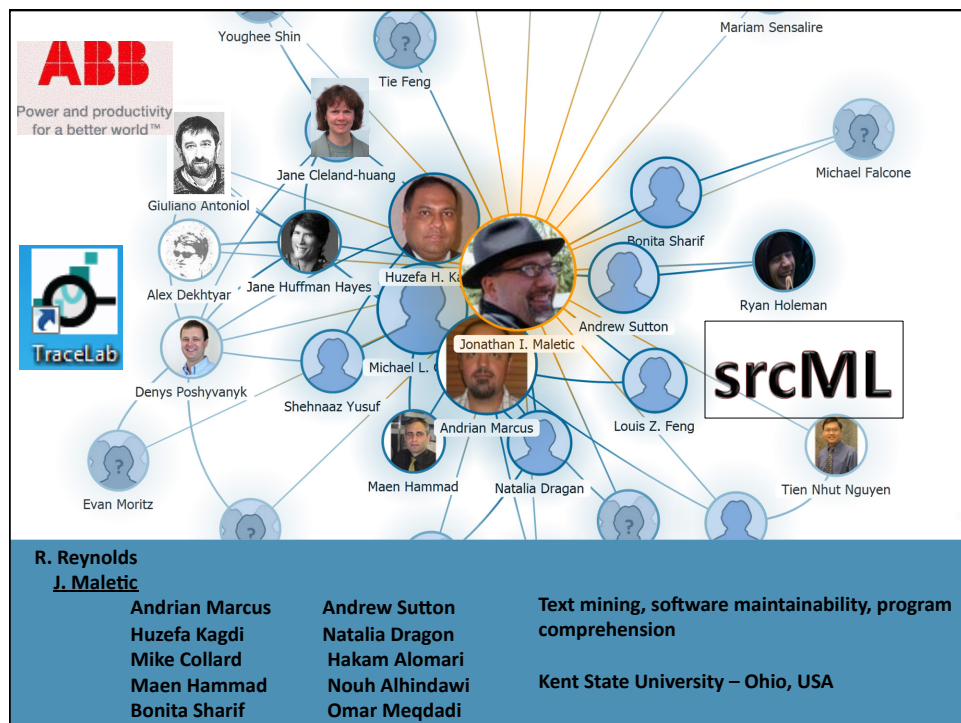 Youghee Shin
Mariam Sensalire
Tie Feng
ABB
Power and productivity
for a better world™
Jane Cleland-huang
Michael Falcone
Giuliano Antoniol
Bonita Sharif
Alex Dekhtyar
Jane Huffman Hayes
Huzefa H. Ka
Ryan Holeman
Andrew Sutton
TraceLab
Jonathan I. Maletic
srcML
Denys Poshyvanyk
Michael L.
Shehnaaz Yusuf
Andrian Marcus
Louis Z. Feng
Maen Hammad
Natalia Dragan
Tien Nhut Nguyen
Evan Moritz
R. Reynolds
J. Maletic
Andrian Marcus
Huzefa Kagdi
Mike Collard
Maen Hammad
Bonita Sharif
Andrew Sutton
Natalia Dragon
Hakam Alomari
Nouh Alhindawi
Omar Meqdadi
Text mining, software maintainability, program
comprehension
Kent State University – Ohio, USA